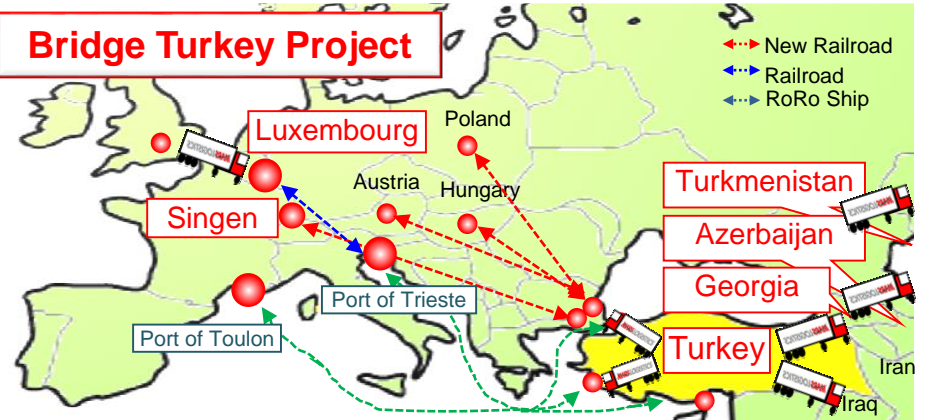 Bridge Turkey Project
New Railroad
Railroad
RoRo Ship
Luxembourg
Poland
Austria
Hungary
Singen
Turkmenistan
Azerbaijan
Georgia
Port of Trieste
Port of Toulon
Turkey
Iran
Iraq